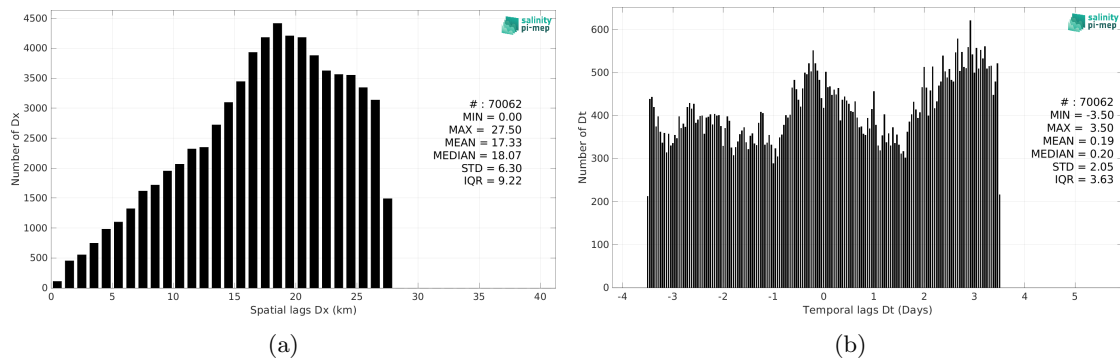 4500
4000
3500
3000
2500
2000
1500
1000
500
0
Number of Dx
0 5 10 15 20 25 30 35 40
Spatial lags Dx (km)
salinity
pi-mep
# : 70062
MIN = 0.00
MAX = 27.50
MEAN = 17.33
MEDIAN = 18.07
STD = 6.30
IQR = 9.22
(a)
600
500
400
300
200
100
0
Number of Dt
-4 -3 -2 -1 0 1 2 3 4 5
Temporal lags Dt (Days)
salinity
pi-mep
# : 70062
MIN = -3.50
MAX = 3.50
MEAN = 0.19
MEDIAN = 0.20
STD = 2.05
IQR = 3.63
(b)